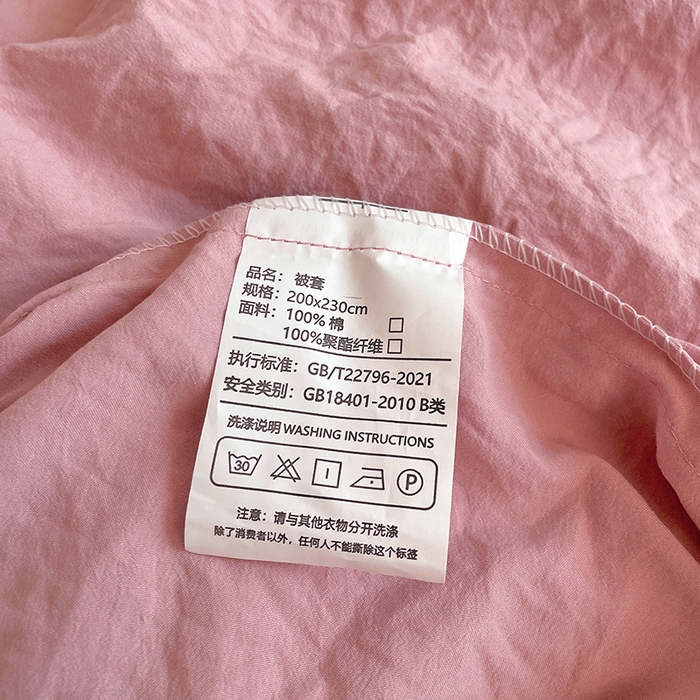 品名：被套
规格：200x230cm
面料：100% 棉 □
100%聚酯纤维 □
执行标准：GB/T22796-2021
安全类别：GB18401-2010 B类
洗涤说明 WASHING INSTRUCTIONS
30 P
注意：请与其他衣物分开洗涤
除了消费者以外，任何人不能撕除这个标签